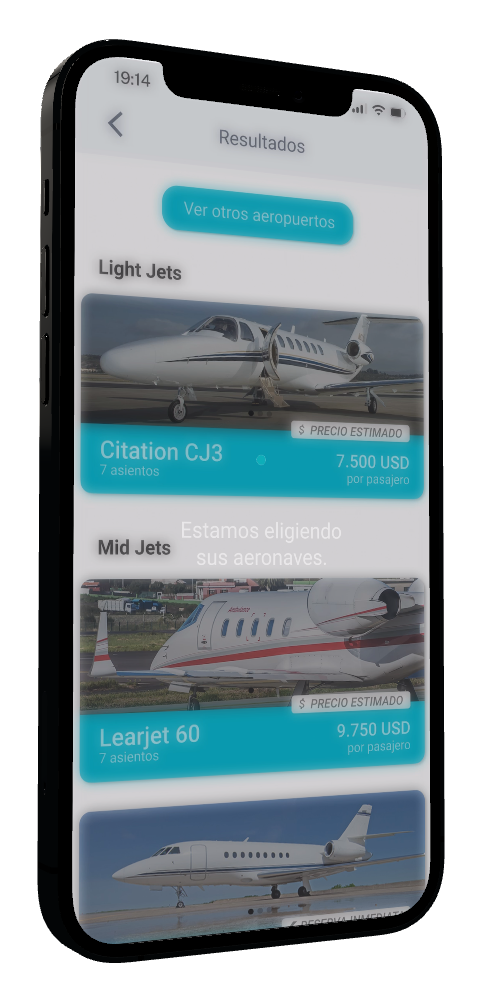 19:14
Resultados
Ver otros aeropuertos
Light Jets
$ PRECIO ESTIMADO
Citation CJ3
7 asientos
7.500 USD
por pasajero
Estamos eligiendo
sus aeronaves.
Mid Jets
$ PRECIO ESTIMADO
Learjet 60
7 asientos
9.750 USD
por pasajero
RESERVA INMEDIATA